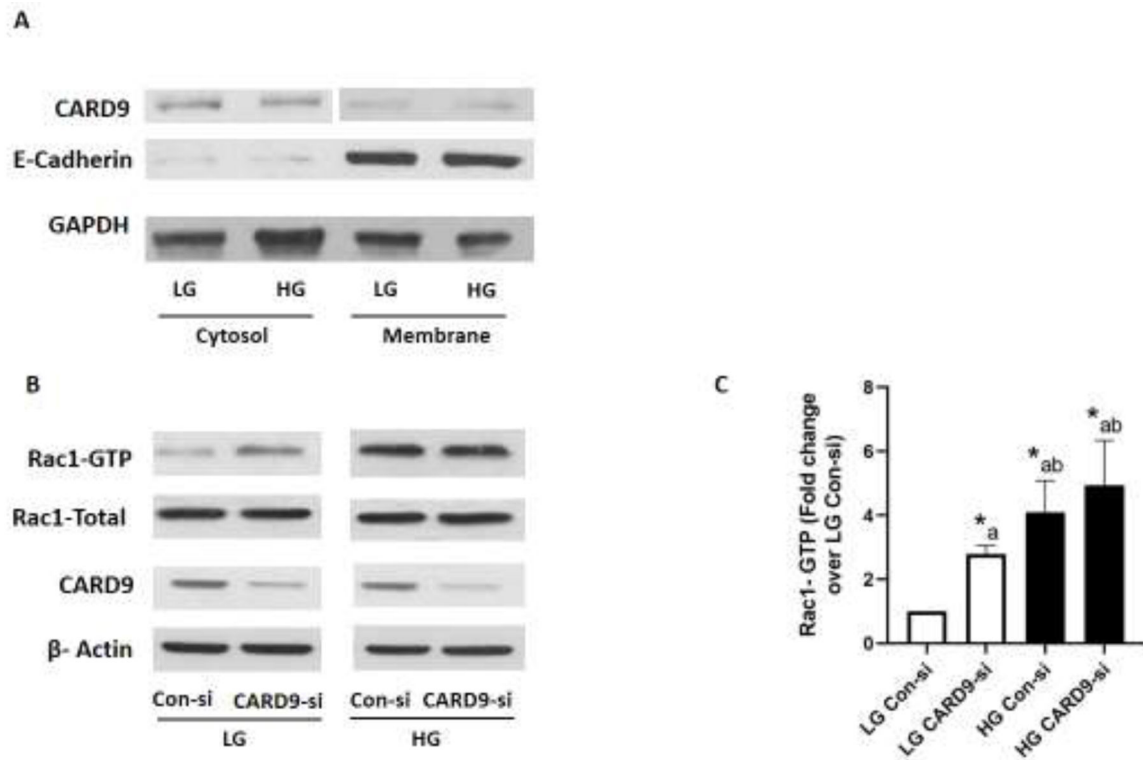 A
CARD9
E-Cadherin
GAPDH
LG HG LG HG
Cytosol Membrane
B
Rac1-GTP
Rac1-Total
CARD9
β- Actin
Con-si CARD9-si Con-si CARD9-si
LG HG
C
Rac1- GTP (Fold change
over LG Con-si)
8
6
4
2
0
*
a
*
ab
*
ab
LG Con-si
LG CARD9-si
HG Con-si
HG CARD9-si